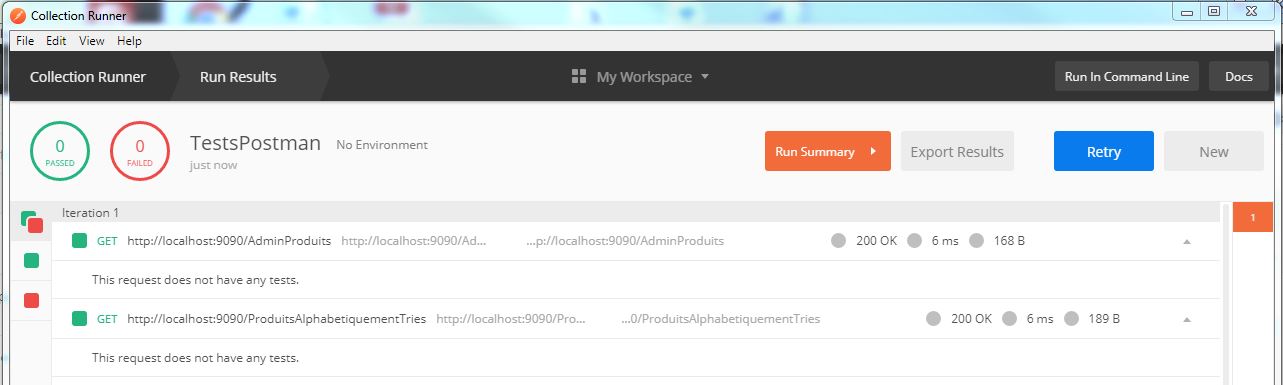 Collection Runner
File Edit View Help
Collection Runner Run Results My Workspace Run In Command Line Docs
0 PASSED 0 FAILED TestsPostman No Environment Run Summary Export Results Retry New
just now
Iteration 1 1
GET http://localhost:9090/AdminProduits http://localhost:9090/Ad... ...p://localhost:9090/AdminProduits 200 OK 6 ms 168 B
This request does not have any tests.
GET http://localhost:9090/ProduitsAlphabetiquementTries http://localhost:9090/Pro... ...0/ProduitsAlphabetiquementTries 200 OK 6 ms 189 B
This request does not have any tests.